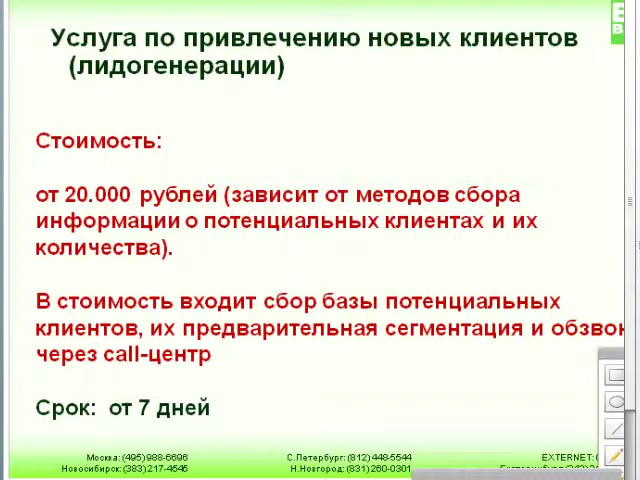 Услуга по привлечению новых клиентов
(лидогенерации)
Стоимость:
от 20.000 рублей (зависит от методов сбора
информации о потенциальных клиентах и их
количества).
В стоимость входит сбор базы потенциальных
клиентов, их предварительная сегментация и обзвон
через call-центр
Срок: от 7 дней
Москва: (495) 988-6696 С.Петербург: (812) 448-5544 EXTERNET:
Новосибирск: (383) 217-4545 Н.Новгород: (831) 260-0301